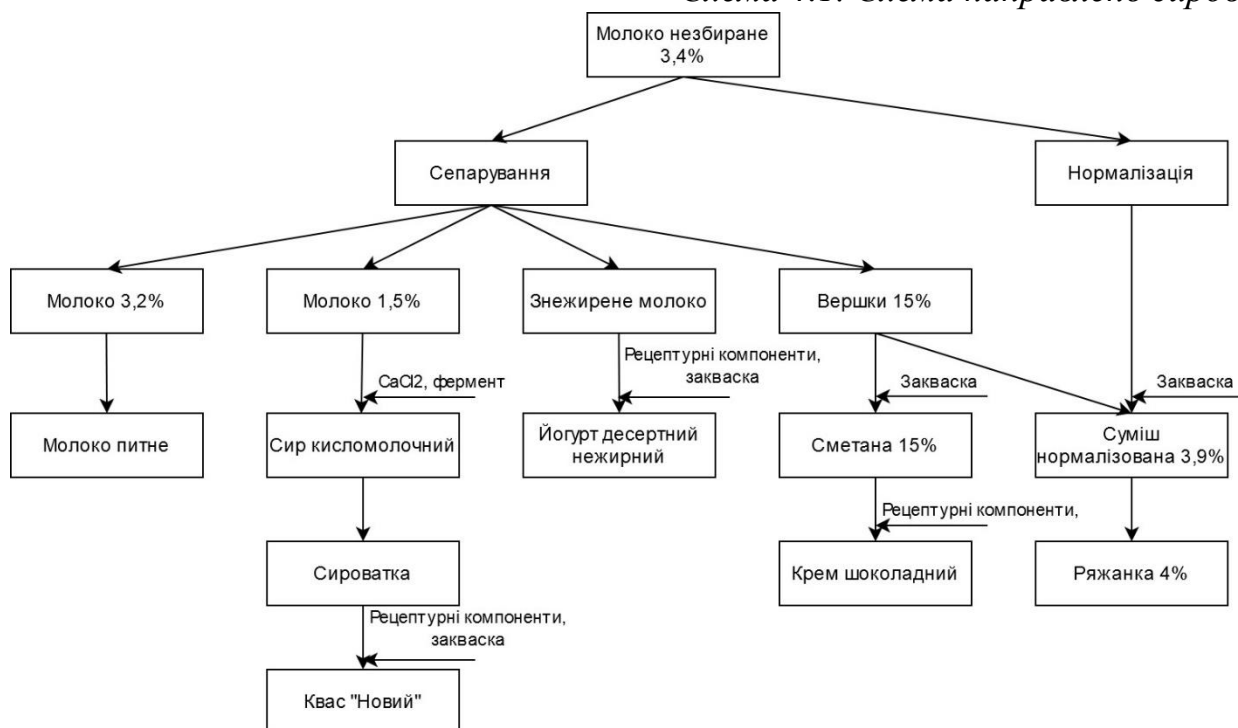 Молоко незбиране
3,4%
Сепарування
Нормалізація
Молоко 3,2%
Молоко 1,5%
Знежирене молоко
Вершки 15%
CaCl2, фермент
Рецептурні компоненти,
закваска
Закваска
Закваска
Молоко питне
Сир кисломолочний
Йогурт десертний
нежирний
Сметана 15%
Суміш
нормалізована 3,9%
Рецептурні компоненти,
Сироватка
Крем шоколадний
Ряжанка 4%
Рецептурні компоненти,
закваска
Квас "Новий"